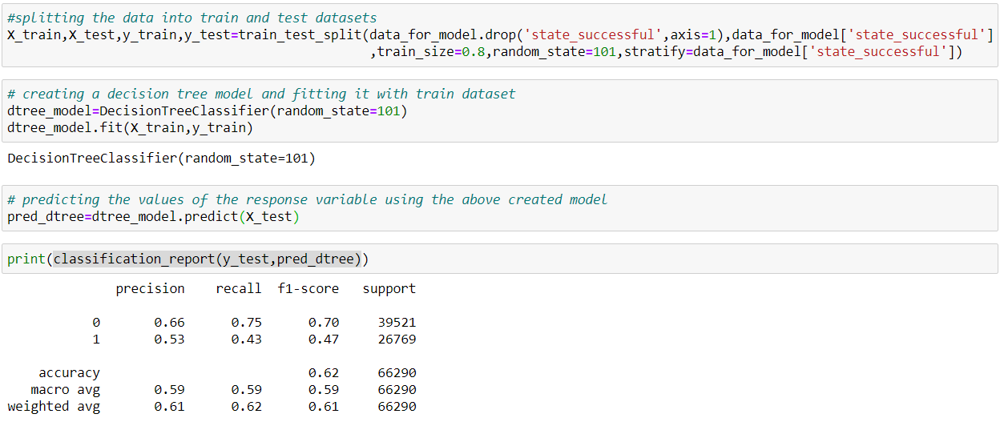 #splitting the data into train and test datasets
X_train,X_test,y_train,y_test=train_test_split(data_for_model.drop('state_successful',axis=1),data_for_model['state_successful']
,train_size=0.8,random_state=101,stratify=data_for_model['state_successful'])
# creating a decision tree model and fitting it with train dataset
dtree_model=DecisionTreeClassifier(random_state=101)
dtree_model.fit(X_train,y_train)
DecisionTreeClassifier(random_state=101)
# predicting the values of the response variable using the above created model
pred_dtree=dtree_model.predict(X_test)
print(classification_report(y_test,pred_dtree))
precision recall f1-score support
0 0.66 0.75 0.70 39521
1 0.53 0.43 0.47 26769
accuracy 0.62 66290
macro avg 0.59 0.59 0.59 66290
weighted avg 0.61 0.62 0.61 66290